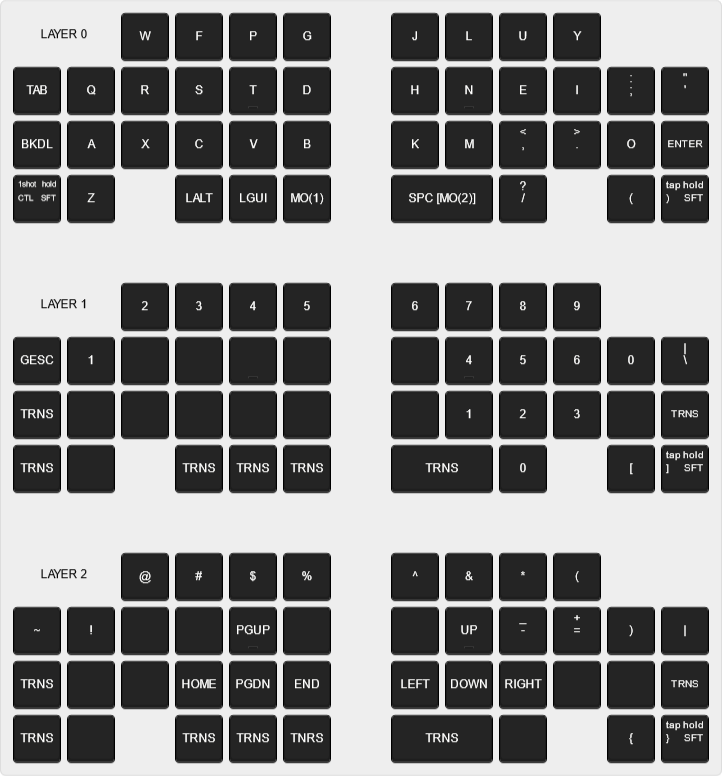 LAYER 0 W F P G J L U Y
TAB Q R S T D H N E I : ; " '
BKDL A X C V B K M < , > . O ENTER
1shot hold CTL SFT Z LALT LGUI MO(1) SPC [MO(2)] ? / ( tap hold ) SFT
LAYER 1 2 3 4 5 6 7 8 9
GESC 1 4 5 6 0 | \
TRNS 1 2 3 TRNS
TRNS TRNS TRNS TRNS TRNS 0 [ tap hold ] SFT
LAYER 2 @ # $ % ^ & * (
~ ! PGUP UP _ - + = ) |
TRNS HOME PGDN END LEFT DOWN RIGHT TRNS
TRNS TRNS TRNS TNRS TRNS { tap hold } SFT